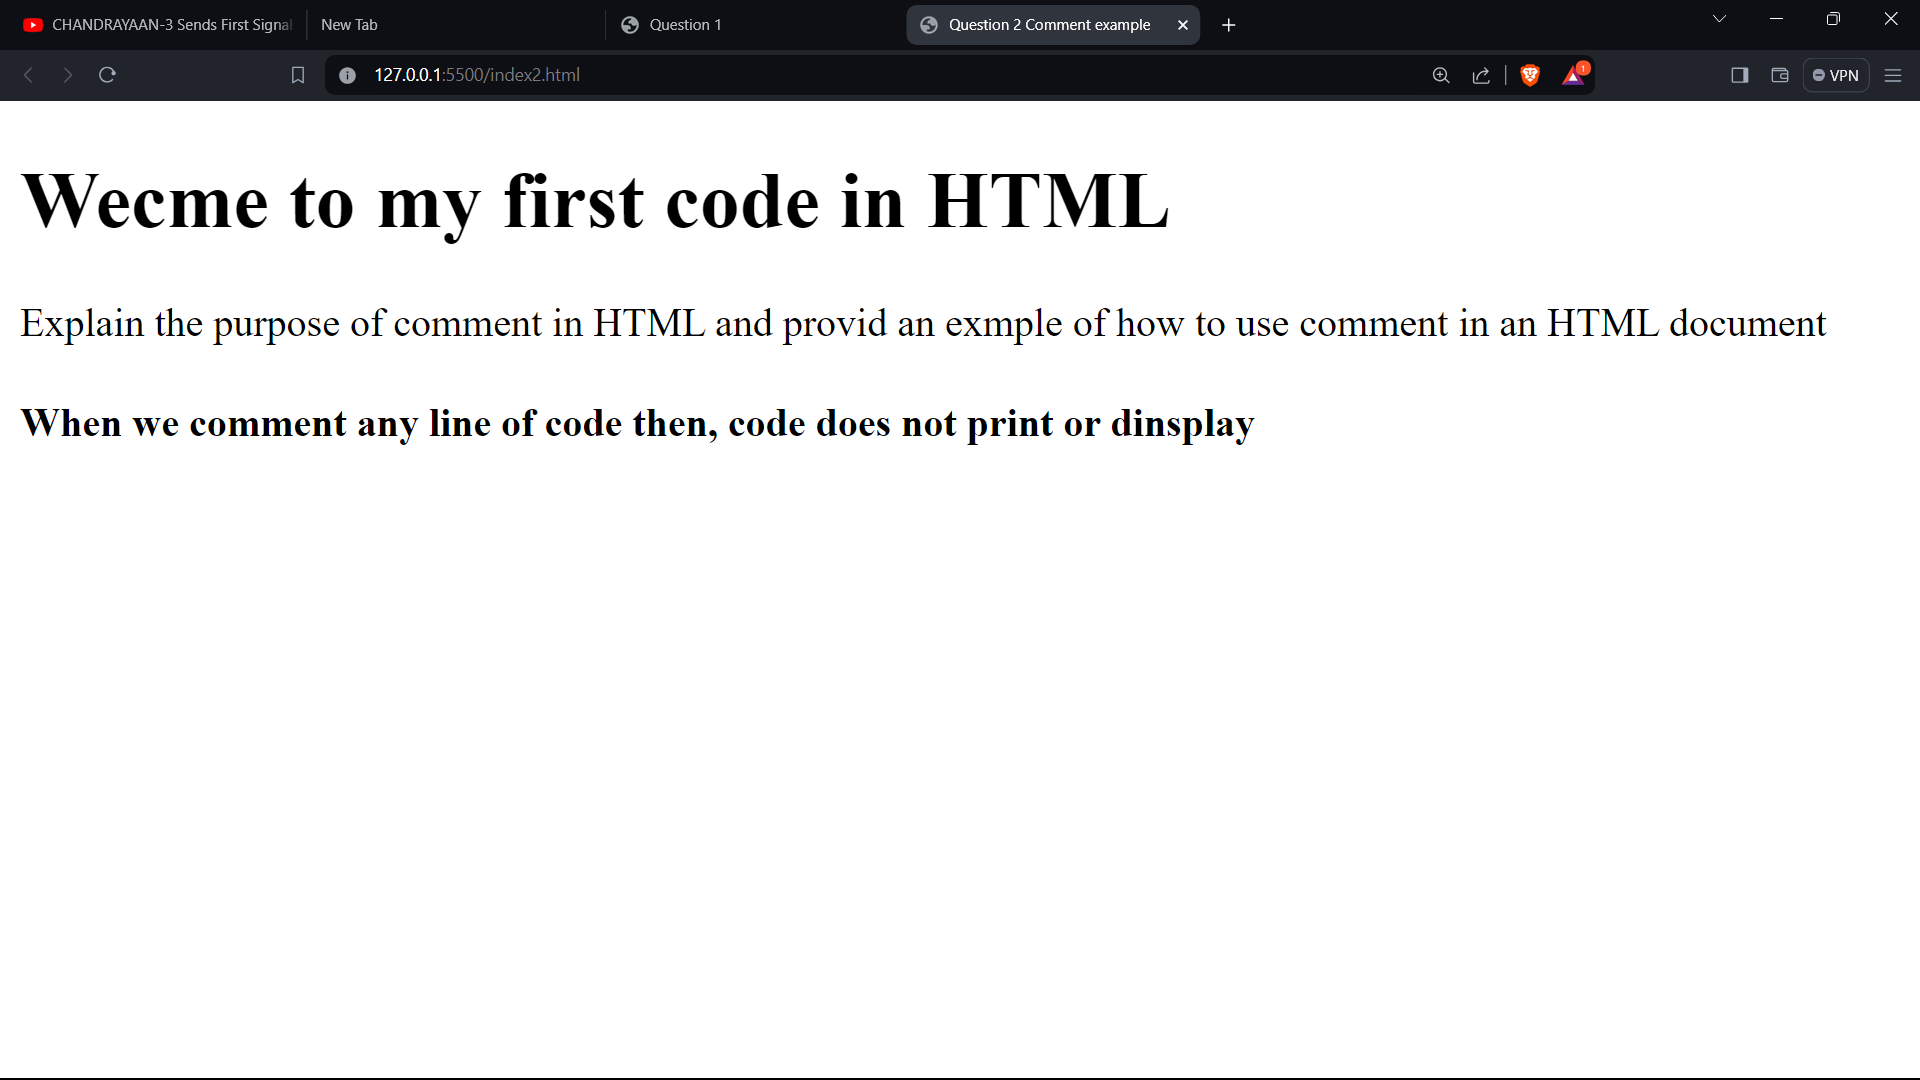 CHANDRAYAAN-3 Sends First Signal
New Tab
Question 1
Question 2 Comment example
127.0.0.1:5500/index2.html
1
VPN
Wecme to my first code in HTML
Explain the purpose of comment in HTML and provid an exmple of how to use comment in an HTML document
When we comment any line of code then, code does not print or dinsplay